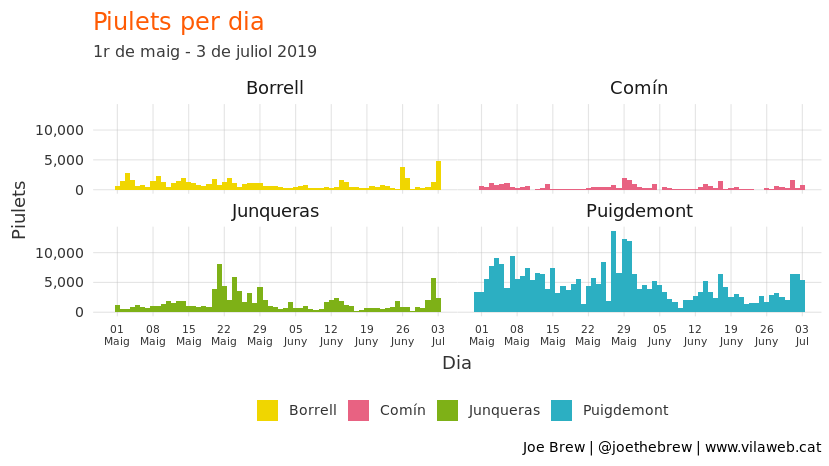 Piulets per dia
1r de maig - 3 de juliol 2019
Borrell
Comín
10,000
5,000
0
Junqueras
Puigdemont
10,000
5,000
0
Piulets
01 08 15 22 29 05 12 19 26 03
Maig Maig Maig Maig Maig Juny Juny Juny Juny Jul
01 08 15 22 29 05 12 19 26 03
Maig Maig Maig Maig Maig Juny Juny Juny Juny Jul
Dia
Borrell Comín Junqueras Puigdemont
Joe Brew | @joethebrew | www.vilaweb.cat